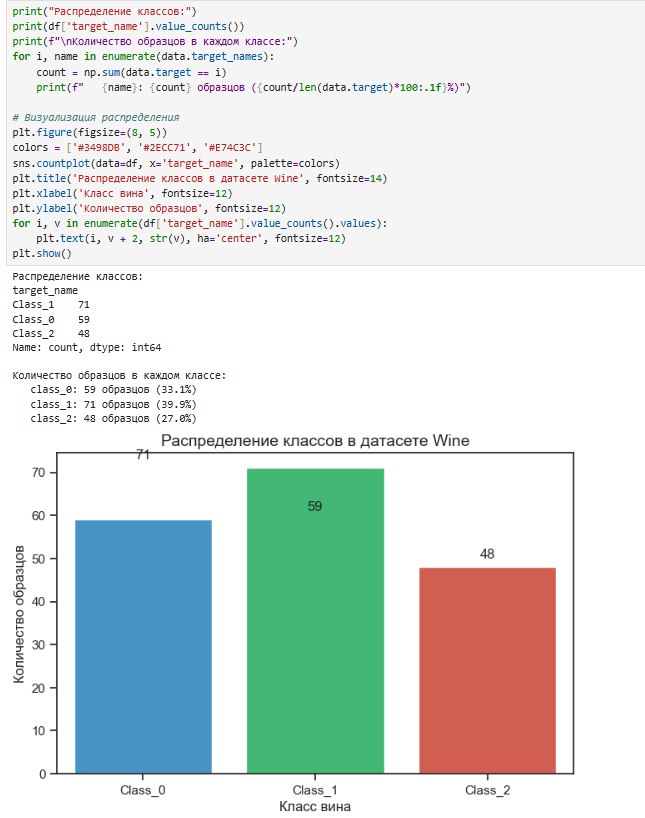 print("Распределение классов:")
print(df['target_name'].value_counts())
print(f"\nКоличество образцов в каждом классе:")
for i, name in enumerate(data.target_names):
    count = np.sum(data.target == i)
    print(f"   {name}: {count} образцов ({count/len(data.target)*100:.1f}%)")

# Визуализация распределения
plt.figure(figsize=(8, 5))
colors = ['#3498DB', '#2ECC71', '#E74C3C']
sns.countplot(data=df, x='target_name', palette=colors)
plt.title('Распределение классов в датасете Wine', fontsize=14)
plt.xlabel('Класс вина', fontsize=12)
plt.ylabel('Количество образцов', fontsize=12)
for i, v in enumerate(df['target_name'].value_counts().values):
    plt.text(i, v + 2, str(v), ha='center', fontsize=12)
plt.show()
Распределение классов:
target_name
Class_1    71
Class_0    59
Class_2    48
Name: count, dtype: int64

Количество образцов в каждом классе:
   class_0: 59 образцов (33.1%)
   class_1: 71 образцов (39.9%)
   class_2: 48 образцов (27.0%)
Распределение классов в датасете Wine
71
59
48
70
60
50
40
30
20
10
0
Количество образцов
Class_0
Class_1
Class_2
Класс вина